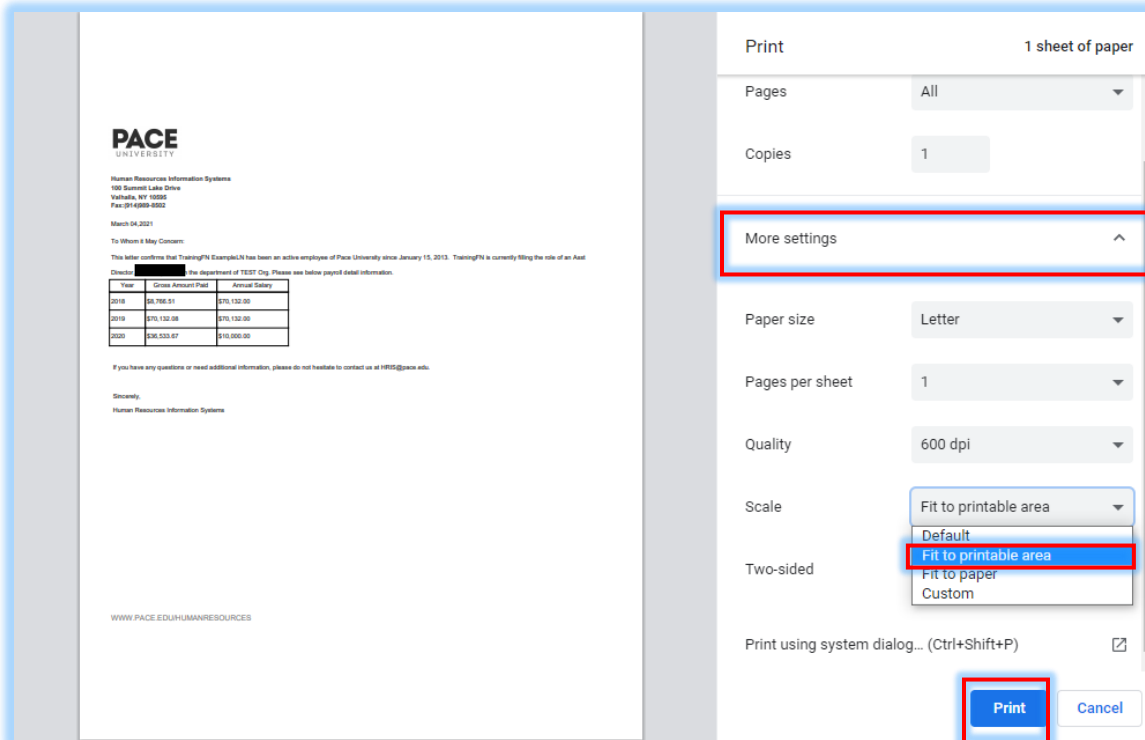 PACE
UNIVERSITY
Human Resources Information Systems
100 Summit Lake Drive
Valhalla, NY 10595
Fax:(914)989-8502
March 04,2021
To Whom it May Concern:
This letter confirms that TrainingFN ExampleLN has been an active employee of Pace University since January 15, 2013. TrainingFN is currently filling the role of an Asst
Director the department of TEST Org. Please see below payroll detail information.
Year Gross Amount Paid Annual Salary
2018 $8,766.51 $70,132.00
2019 $70,132.08 $70,132.00
2020 $36,533.67 $10,000.00
If you have any questions or need additional information, please do not hesitate to contact us at HRIS@pace.edu.
Sincerely,
Human Resources Information Systems
WWW.PACE.EDU/HUMANRESOURCES
Print 1 sheet of paper
Pages All
Copies 1
More settings
Paper size Letter
Pages per sheet 1
Quality 600 dpi
Scale Fit to printable area
Default
Fit to printable area
Fit to paper
Custom
Two-sided
Print using system dialog... (Ctrl+Shift+P)
Print Cancel